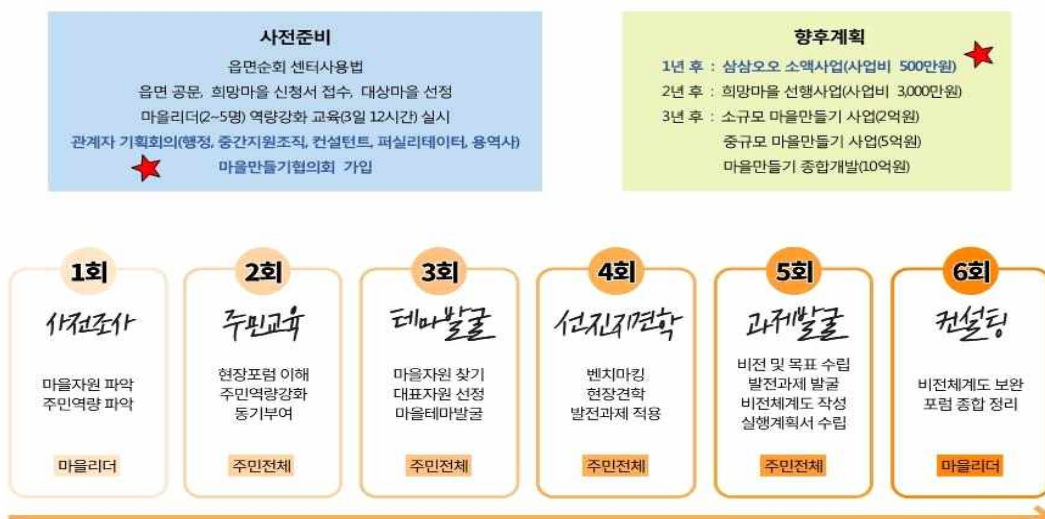 사전준비
읍면순회 센터사용법
읍면 공문, 희망마을 신청서 접수, 대상마을 선정
마을리더(2~5명) 역량강화 교육(3일 12시간) 실시
관계자 기획회의(행정, 중간지원조직, 컨설턴트, 퍼실리테이터, 용역사)
마을만들기협의회 가입
향후계획
1년 후 : 삼삼오오 소액사업(사업비 500만원)
2년 후 : 희망마을 선행사업(사업비 3,000만원)
3년 후 : 소규모 마을만들기 사업(2억원)
중규모 마을만들기 사업(5억원)
마을만들기 종합개발(10억원)
1회
사전조사
마을자원 파악
주민역량 파악
마을리더
2회
주민교육
현장포럼 이해
주민역량강화
동기부여
주민전체
3회
테마발굴
마을자원 찾기
대표자원 선정
마을테마발굴
주민전체
4회
선진지견학
벤치마킹
현장견학
발전과제 적용
주민전체
5회
과제발굴
비전 및 목표 수립
발전과제 발굴
비전체계도 작성
실행계획서 수립
주민전체
6회
컨설팅
비전체계도 보완
포럼 종합 정리
마을리더